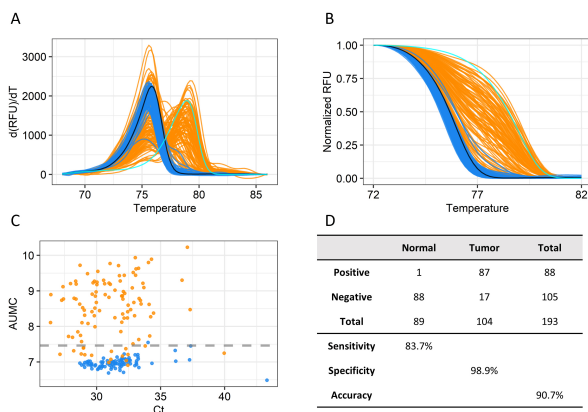 A
B
3000
2000
1000
0
d(RFU)/dT
70
75
80
85
Temperature
1.00
0.75
0.50
0.25
0.00
Normalized RFU
72
77
82
Temperature
C
D
10
9
8
7
AUMC
30
35
40
Ct
Normal Tumor Total
Positive 1 87 88
Negative 88 17 105
Total 89 104 193
Sensitivity 83.7%
Specificity 98.9%
Accuracy 90.7%